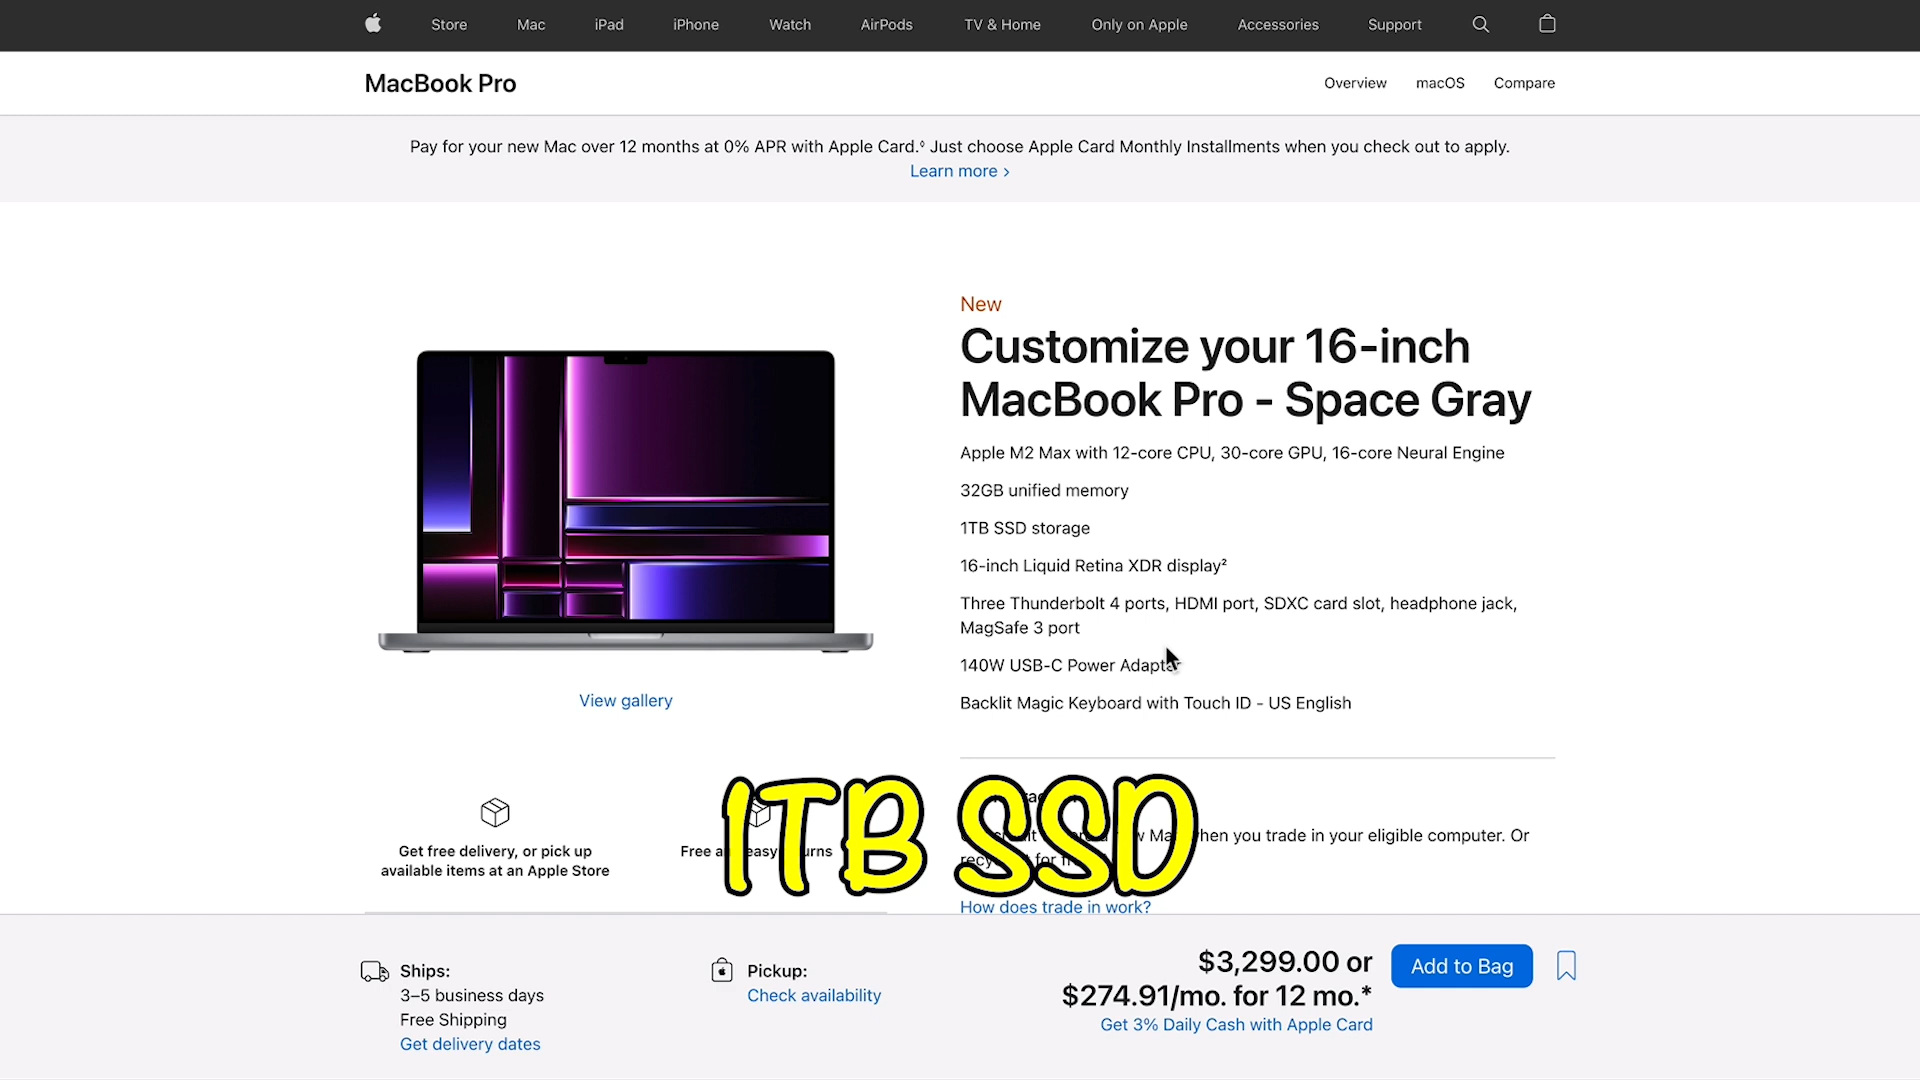 Store Mac iPad iPhone Watch AirPods TV & Home Only on Apple Accessories Support
MacBook Pro
Overview macOS Compare
Pay for your new Mac over 12 months at 0% APR with Apple Card.◊ Just choose Apple Card Monthly Installments when you check out to apply.
Learn more ›
New
Customize your 16-inch
MacBook Pro - Space Gray
Apple M2 Max with 12-core CPU, 30-core GPU, 16-core Neural Engine
32GB unified memory
1TB SSD storage
16-inch Liquid Retina XDR display²
Three Thunderbolt 4 ports, HDMI port, SDXC card slot, headphone jack,
MagSafe 3 port
140W USB-C Power Adapter
Backlit Magic Keyboard with Touch ID - US English
View gallery
Get free delivery, or pick up
available items at an Apple Store
Free easy
1TB SSD
when you trade in your eligible computer. Or
for
How does trade in work?
Ships:
3–5 business days
Free Shipping
Get delivery dates
Pickup:
Check availability
$3,299.00 or
$274.91/mo. for 12 mo.*
Get 3% Daily Cash with Apple Card
Add to Bag